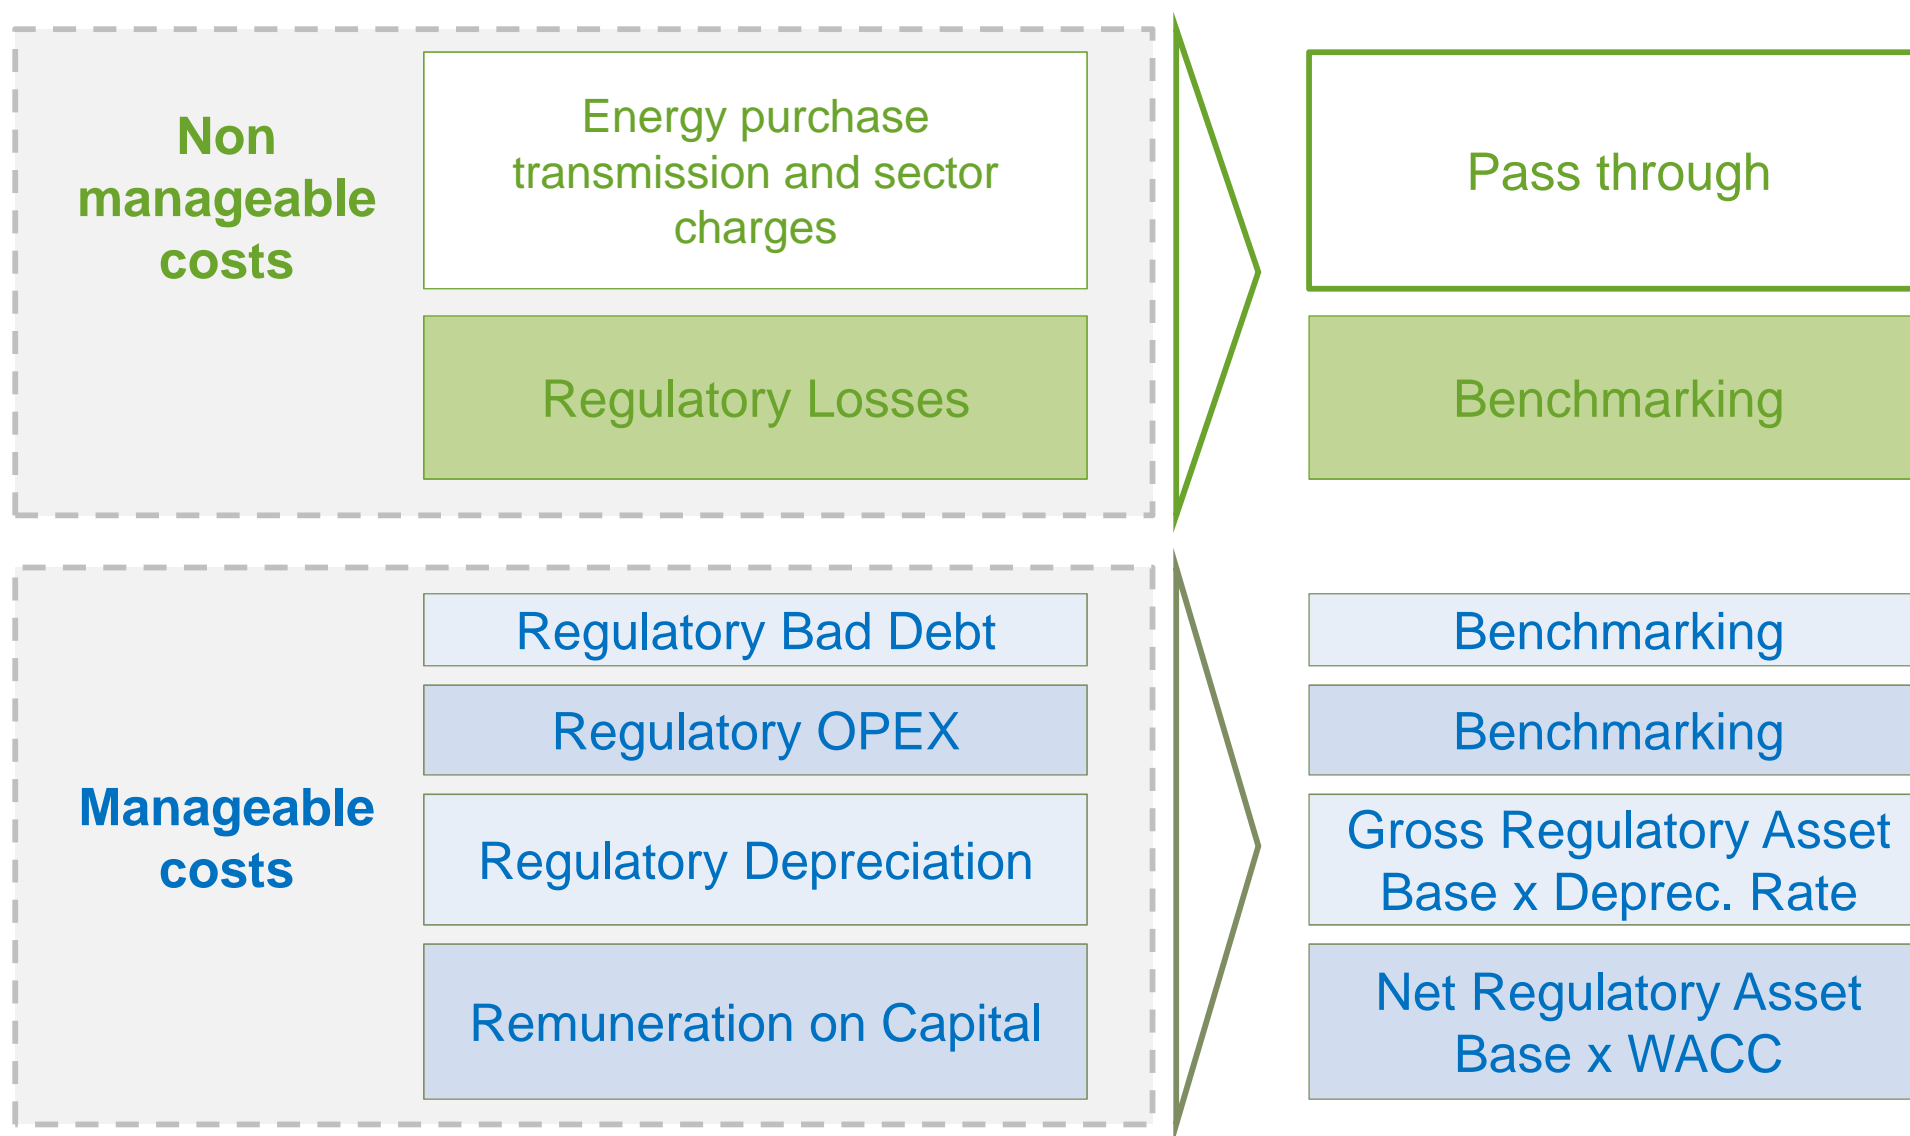 Non
manageable
costs
Energy purchase
transmission and sector
charges
Pass through
Regulatory Losses
Benchmarking
Manageable
costs
Regulatory Bad Debt
Benchmarking
Regulatory OPEX
Benchmarking
Regulatory Depreciation
Gross Regulatory Asset
Base x Deprec. Rate
Remuneration on Capital
Net Regulatory Asset
Base x WACC